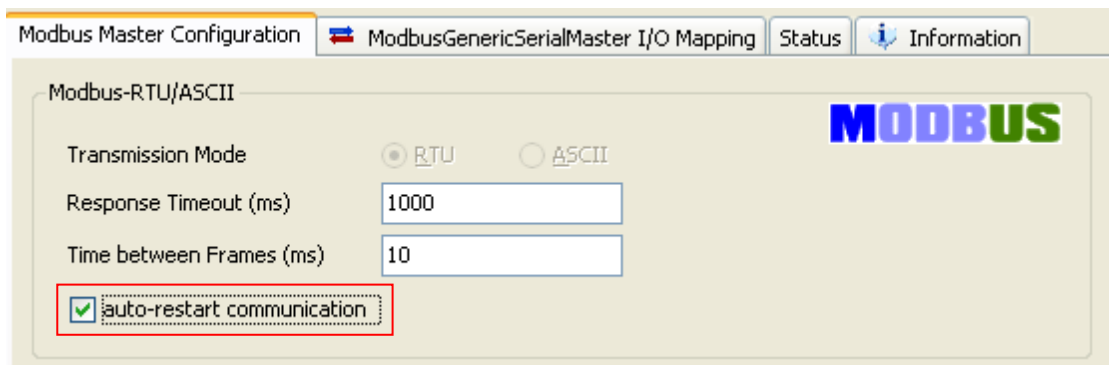 Modbus Master Configuration ModbusGenericSerialMaster I/O Mapping Status Information
Modbus-RTU/ASCII
MODBUS
Transmission Mode RTU ASCII
Response Timeout (ms) 1000
Time between Frames (ms) 10
auto-restart communication